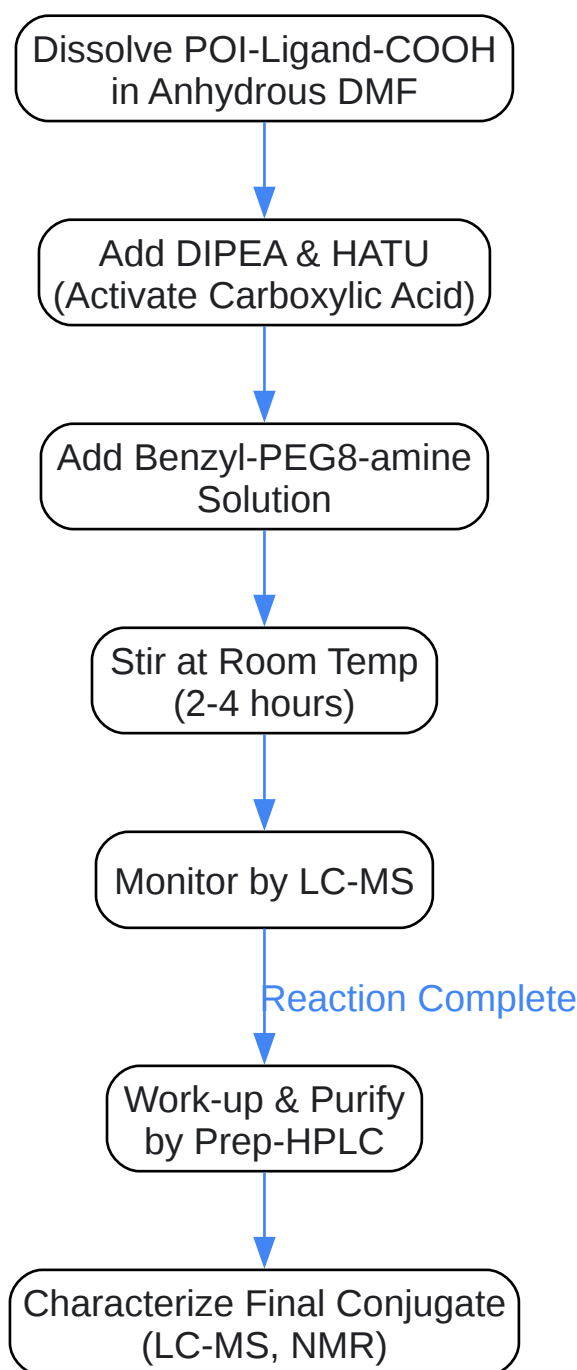 Dissolve POI-Ligand-COOH
in Anhydrous DMF
Add DIPEA & HATU
(Activate Carboxylic Acid)
Add Benzyl-PEG8-amine
Solution
Stir at Room Temp
(2-4 hours)
Monitor by LC-MS
Reaction Complete
Work-up & Purify
by Prep-HPLC
Characterize Final Conjugate
(LC-MS, NMR)